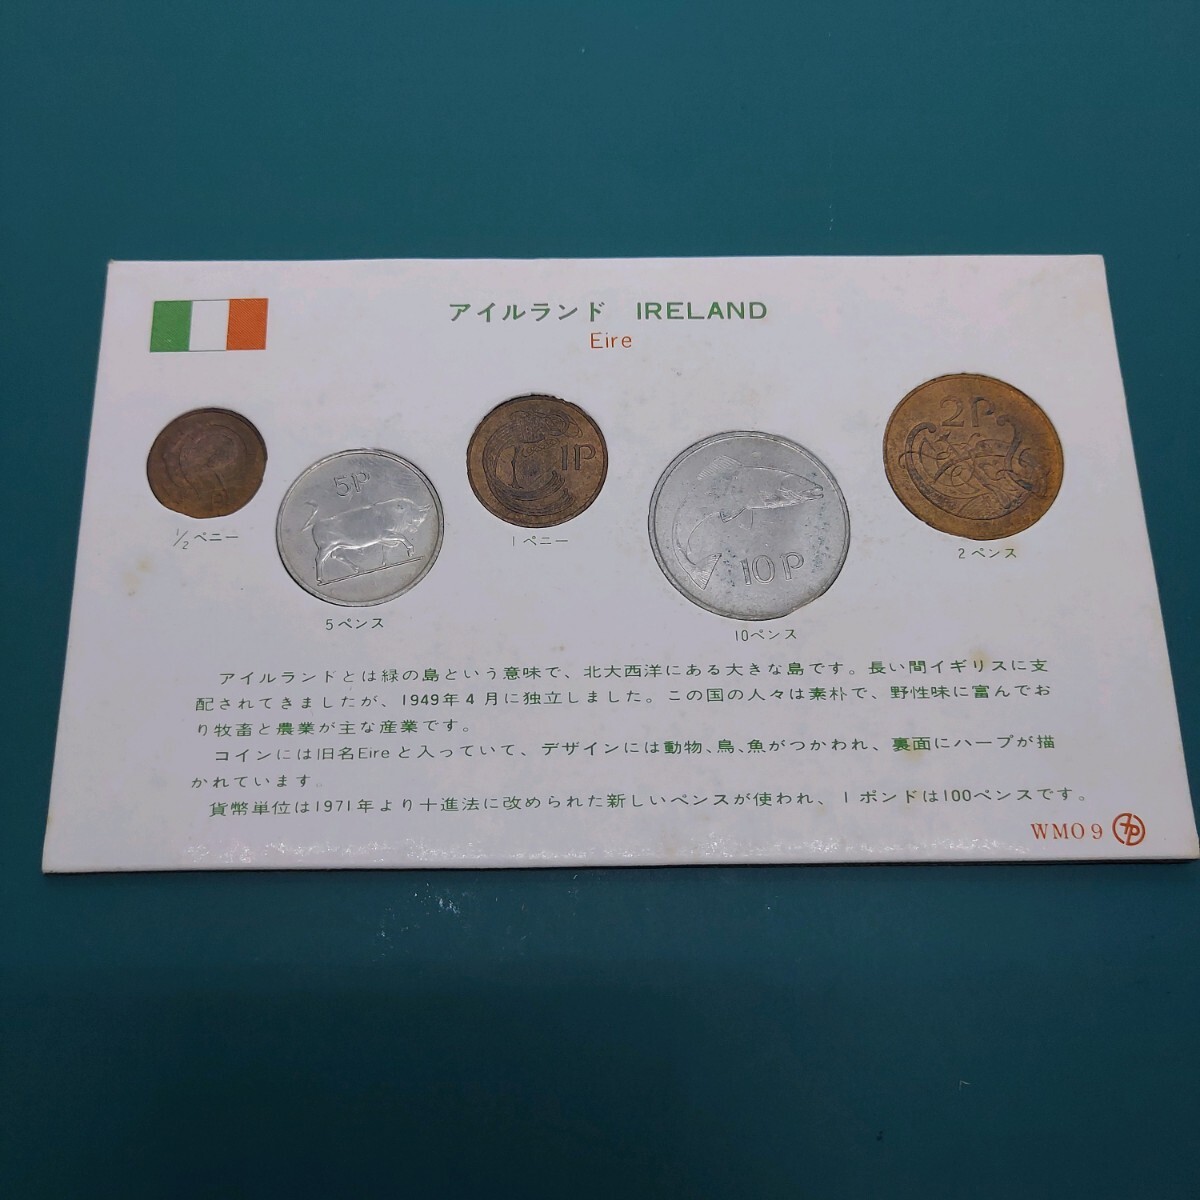 アイルランド IRELAND
Eire
5P
1P
10P
2P
1/2ペニー
5ペンス
1ペニー
10ペンス
2ペンス
アイルランドとは緑の島という意味で、北大西洋にある大きな島です。長い間イギリスに支
配されてきましたが、1949年4月に独立しました。この国の人々は素朴で、野性味に富んでお
り牧畜と農業が主な産業です。
コインには旧名Eireと入っていて、デザインには動物、鳥、魚がつかわれ、裏面にハープが描
かれています。
貨幣単位は1971年より十進法に改められた新しいペンスが使われ、1ポンドは100ペンスです。
WM09